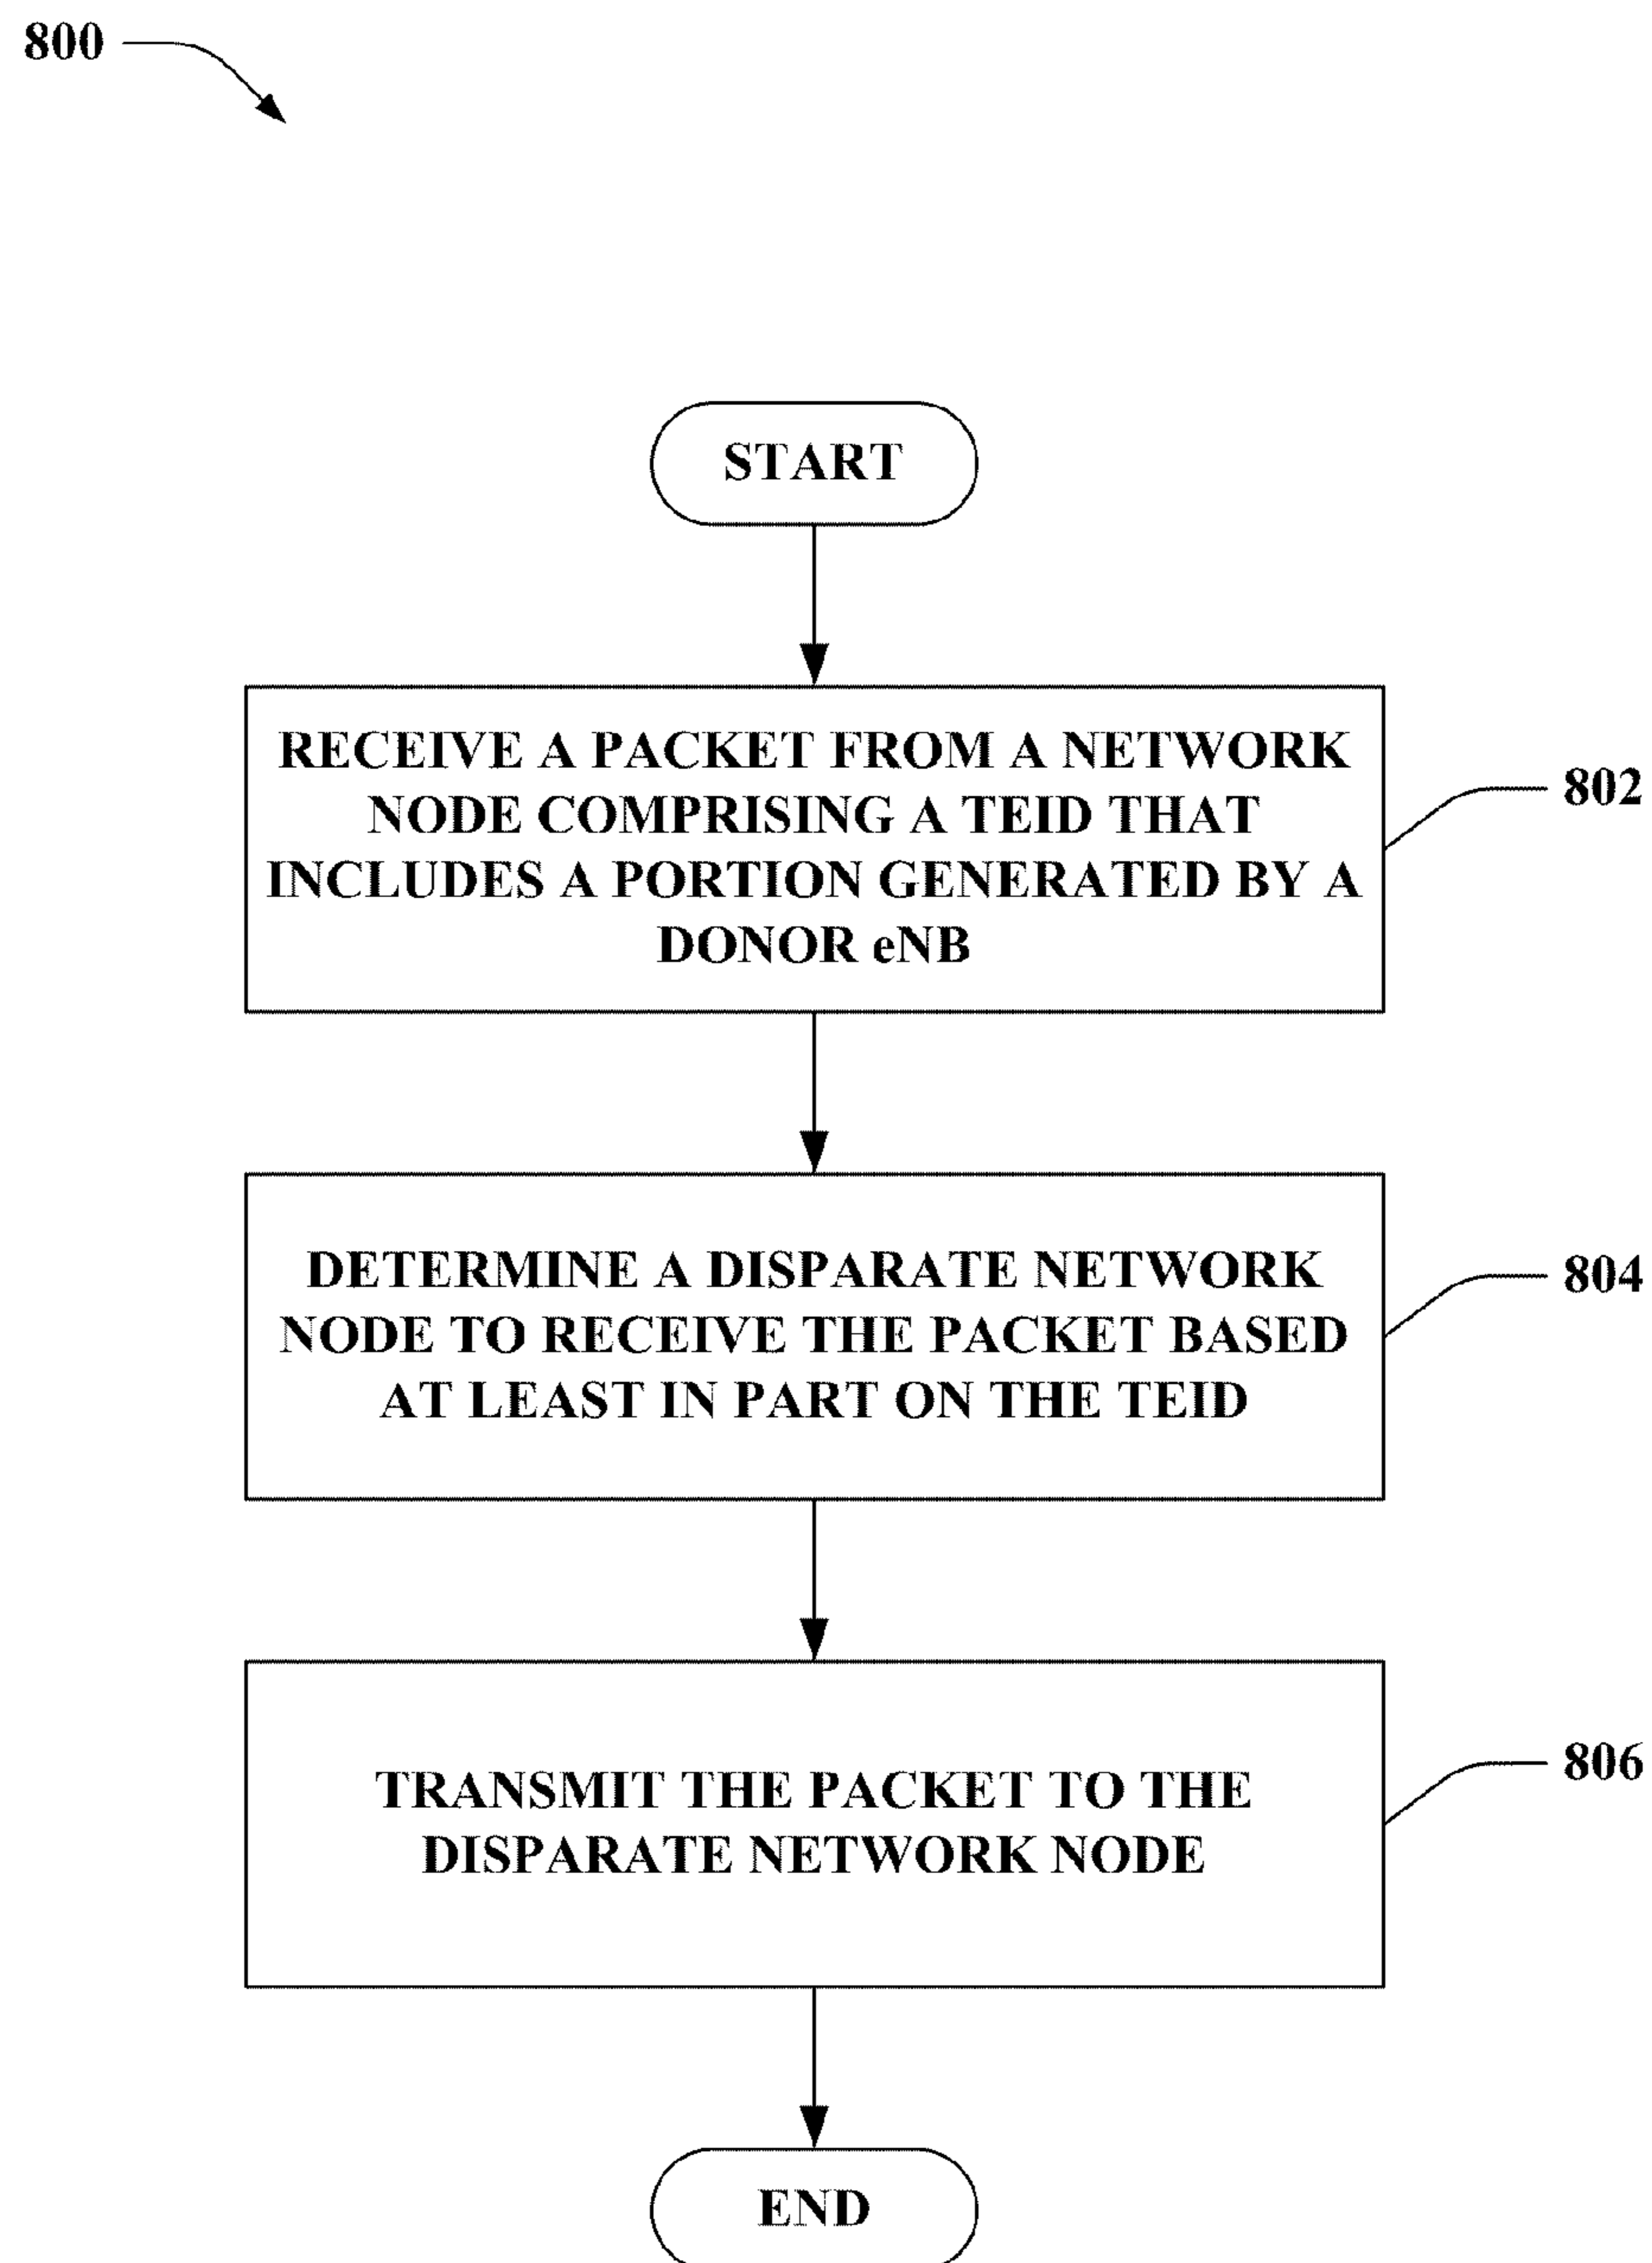 800
START
RECEIVE A PACKET FROM A NETWORK
NODE COMPRISING A TEID THAT
INCLUDES A PORTION GENERATED BY A
DONOR eNB
802
DETERMINE A DISPARATE NETWORK
NODE TO RECEIVE THE PACKET BASED
AT LEAST IN PART ON THE TEID
804
TRANSMIT THE PACKET TO THE
DISPARATE NETWORK NODE
806
END